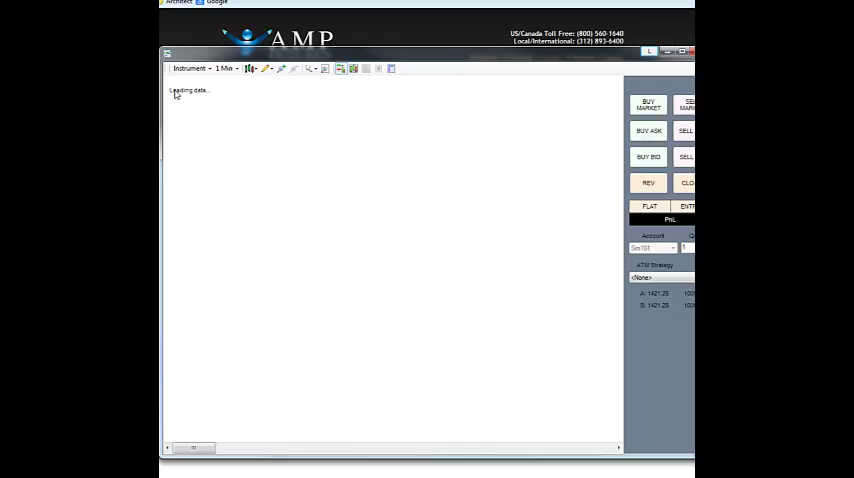 Architect Google
AMP
US/Canada Toll Free: (800) 560-1640
Local/International: (312) 893-6400
L
Instrument 1 Min
Loading data...
BUY MARKET
BUY ASK SELL
BUY BID SELL
REV
FLAT
PnL
Account
Sim101 1
ATM Strategy
<None>
A: 1421.25
B: 1421.25